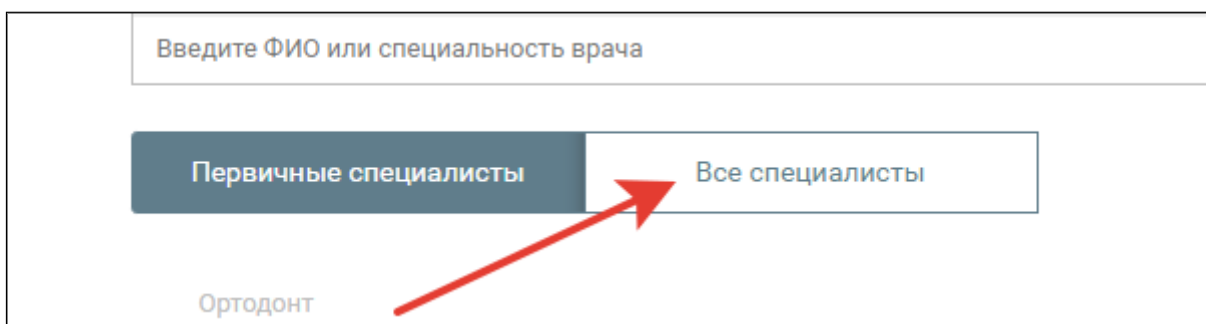 Введите ФИО или специальность врача
Первичные специалисты
Все специалисты
Ортодонт